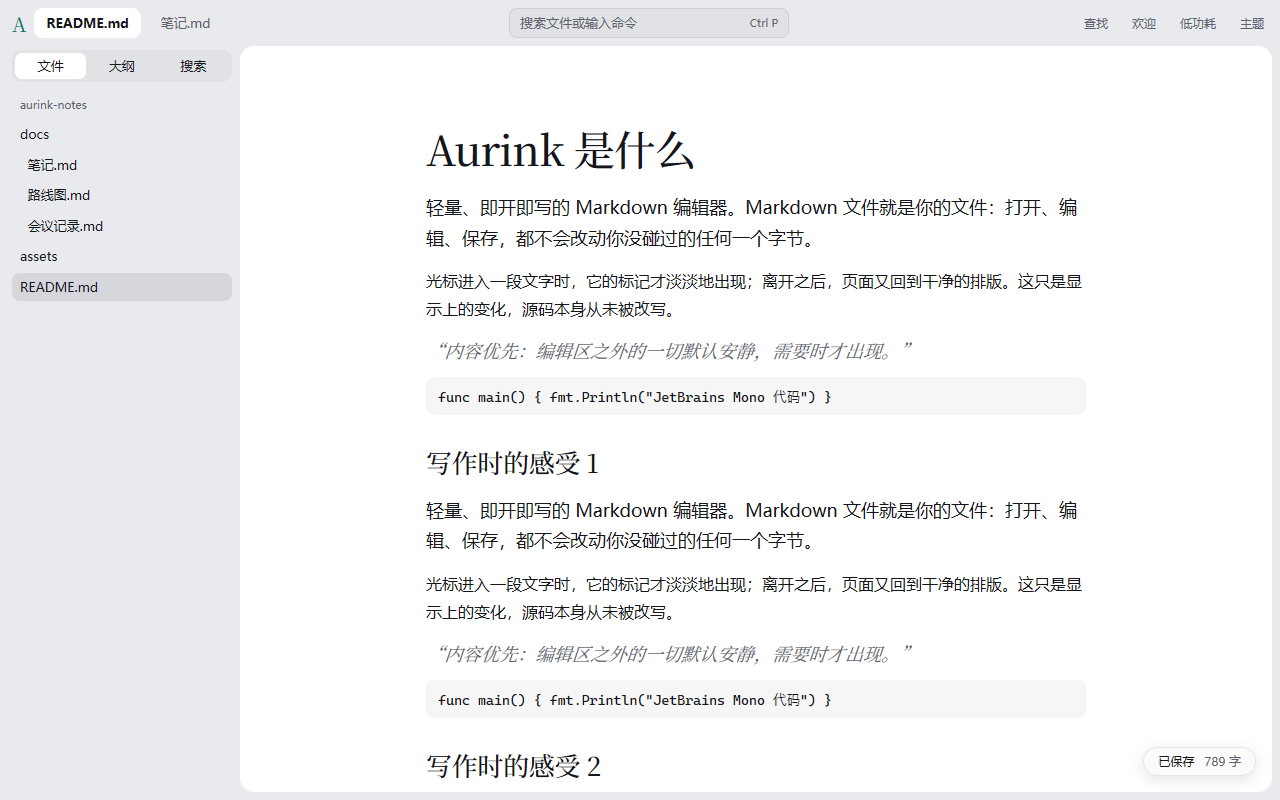 A README.md 笔记.md 搜索文件或输入命令 Ctrl P 查找 欢迎 低功耗 主题
文件 大纲 搜索
aurink-notes
docs
笔记.md
路线图.md
会议记录.md
assets
README.md
Aurink 是什么
轻量、即开即写的 Markdown 编辑器。Markdown 文件就是你的文件：打开、编
辑、保存，都不会改动你没碰过的任何一个字节。
光标进入一段文字时，它的标记才淡淡地出现；离开之后，页面又回到干净的排版。这只是显
示上的变化，源码本身从未被改写。
“内容优先：编辑区之外的一切默认安静，需要时才出现。”
func main() { fmt.Println("JetBrains Mono 代码") }
写作时的感受 1
轻量、即开即写的 Markdown 编辑器。Markdown 文件就是你的文件：打开、编
辑、保存，都不会改动你没碰过的任何一个字节。
光标进入一段文字时，它的标记才淡淡地出现；离开之后，页面又回到干净的排版。这只是显
示上的变化，源码本身从未被改写。
“内容优先：编辑区之外的一切默认安静，需要时才出现。”
func main() { fmt.Println("JetBrains Mono 代码") }
写作时的感受 2
已保存 789 字